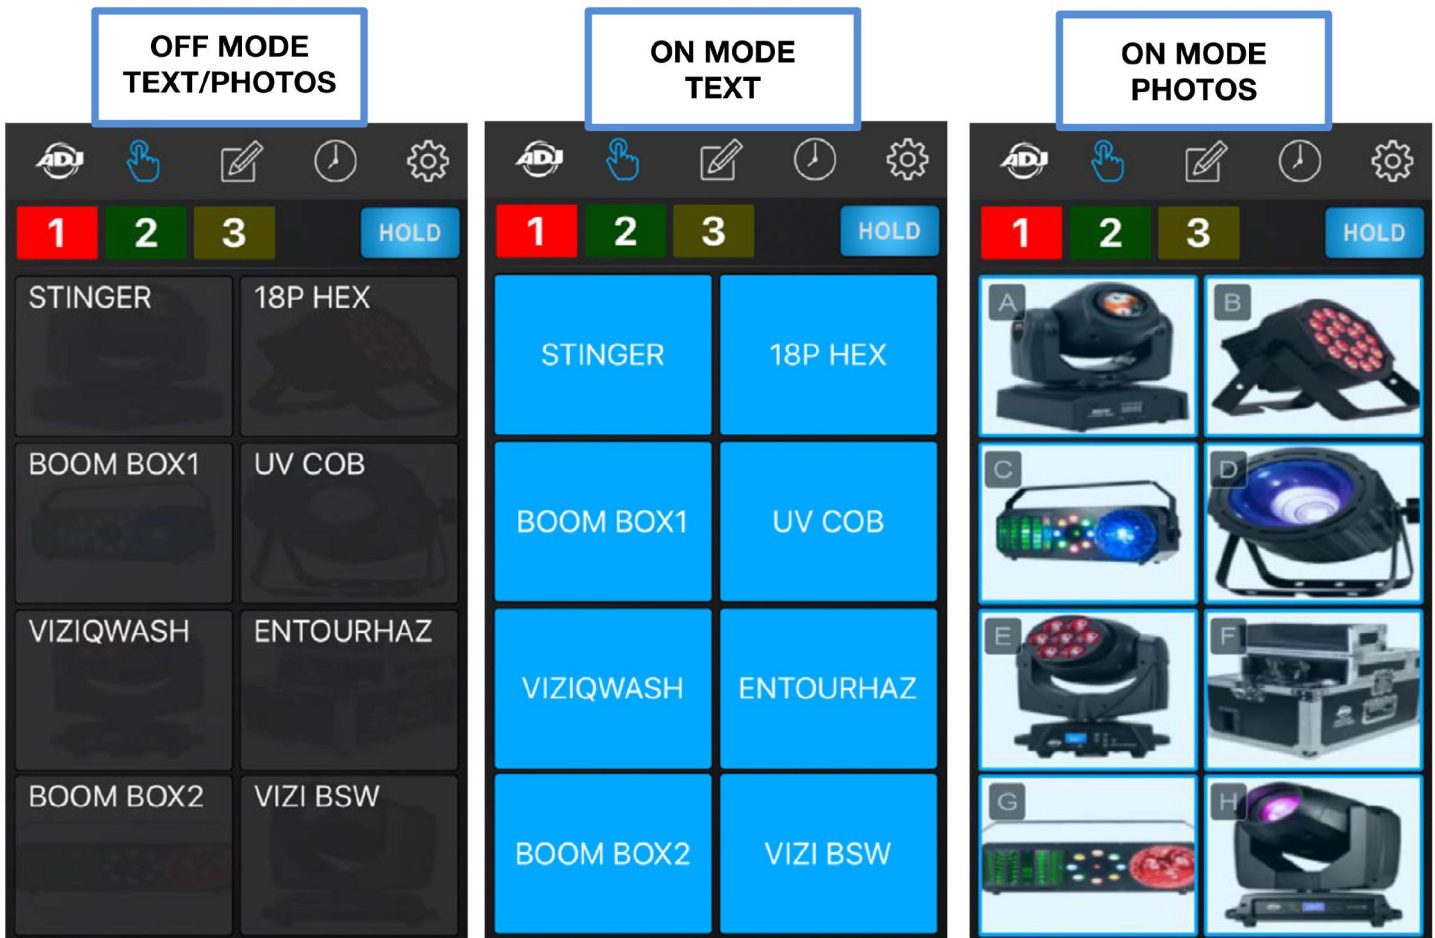 OFF MODE
TEXT/PHOTOS
ON MODE
TEXT
ON MODE
PHOTOS
ADJ
1 2 3 HOLD
STINGER 18P HEX
BOOM BOX1 UV COB
VIZIQWASH ENTOURHAZ
BOOM BOX2 VIZI BSW
ADJ
1 2 3 HOLD
STINGER 18P HEX
BOOM BOX1 UV COB
VIZIQWASH ENTOURHAZ
BOOM BOX2 VIZI BSW
ADJ
1 2 3 HOLD
A B
C D
E F
G H